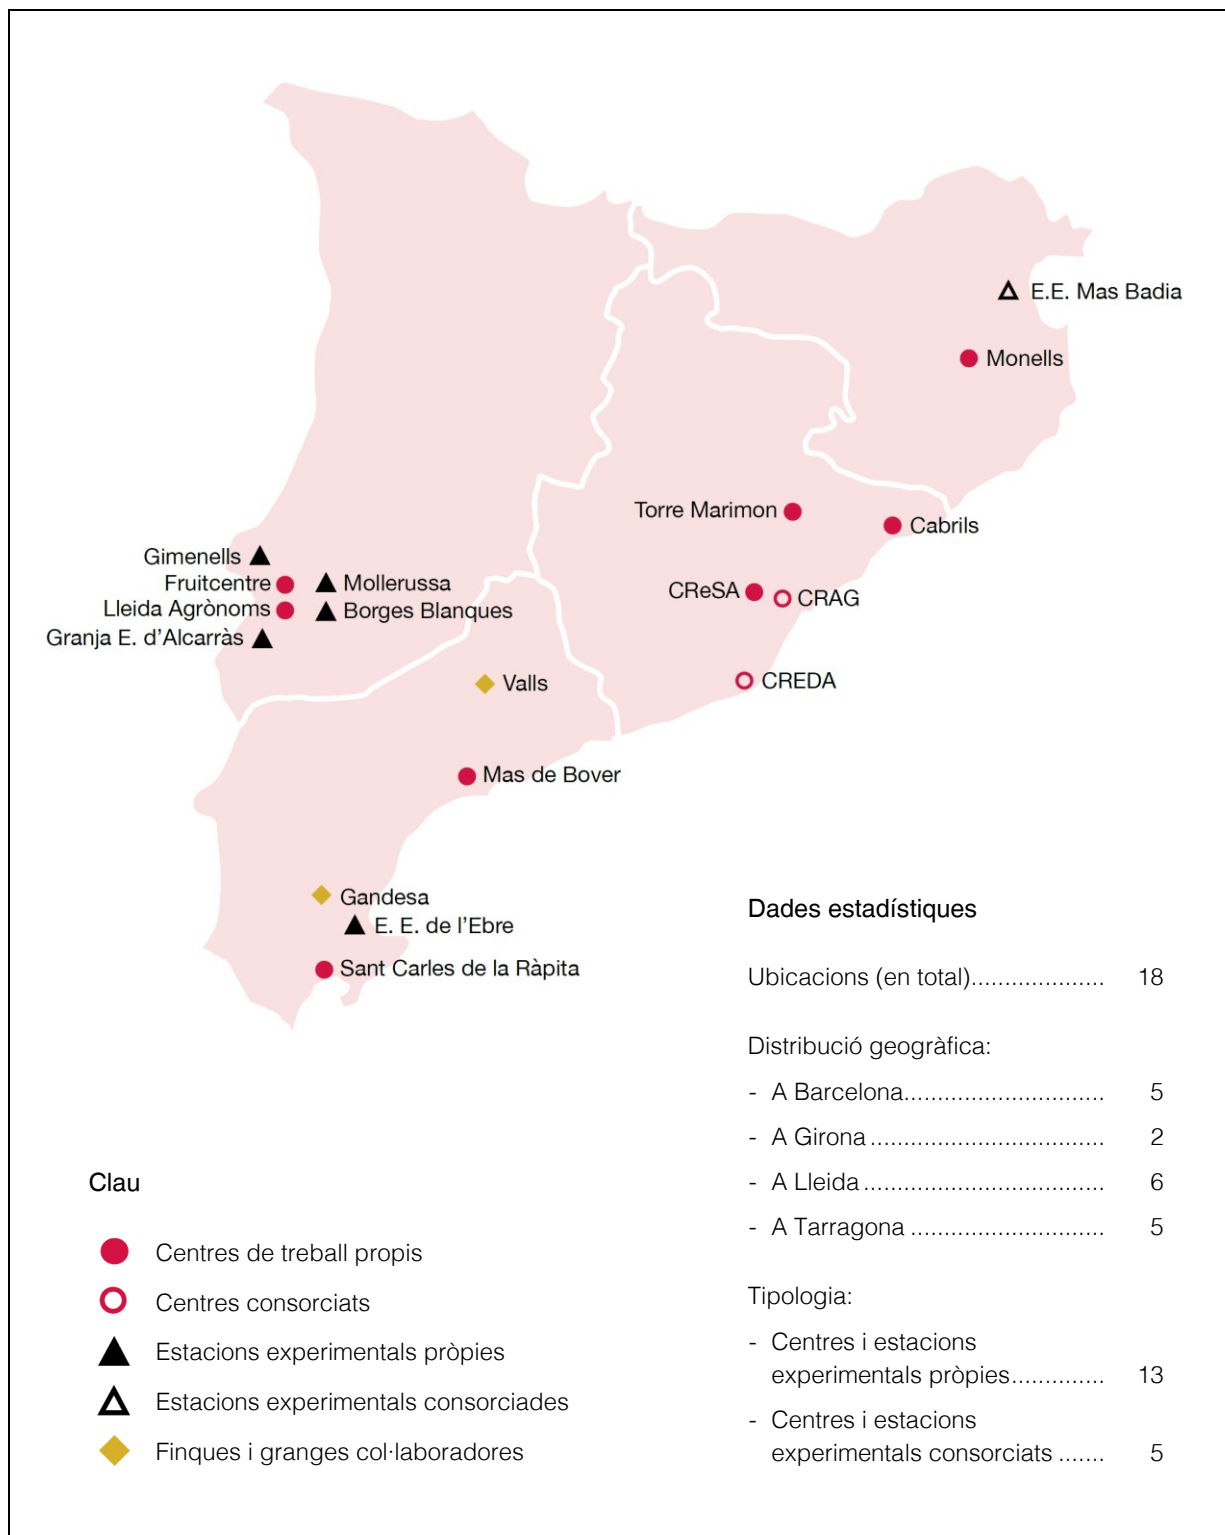 E.E. Mas Badia
Monells
Torre Marimon
Cabrils
Gimenells
Fruitcentre
Mollerussa
CReSA
CRAG
Lleida Agrònoms
Borges Blanques
Granja E. d'Alcarràs
Valls
CREDA
Mas de Bover
Gandesa
E. E. de l'Ebre
Sant Carles de la Ràpita
Dades estadístiques
Ubicacions (en total).................... 18
Distribució geogràfica:
- A Barcelona.............................. 5
- A Girona ................................... 2
- A Lleida .................................... 6
- A Tarragona ............................. 5
Tipologia:
- Centres i estacions
experimentals pròpies.............. 13
- Centres i estacions
experimentals consorciats ....... 5
Clau
Centres de treball propis
Centres consorciats
Estacions experimentals pròpies
Estacions experimentals consorciades
Finques i granges col·laboradores